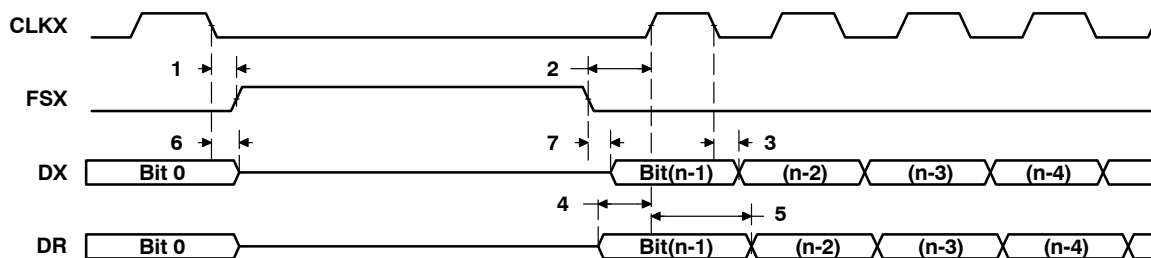 CLKX
1
2
FSX
6
7
3
DX
Bit 0
Bit(n-1)
(n-2)
(n-3)
(n-4)
4
5
DR
Bit 0
Bit(n-1)
(n-2)
(n-3)
(n-4)